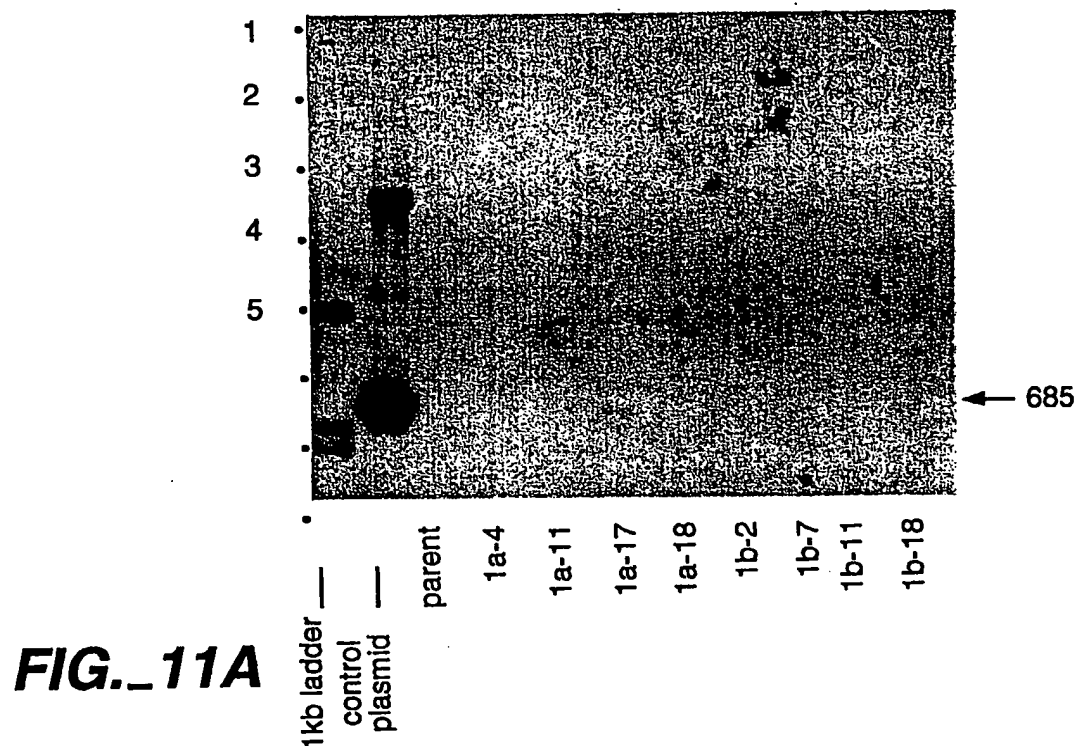 1
2
3
4
5
685
1kb ladder
control
plasmid
parent
1a-4
1a-11
1a-17
1a-18
1b-2
1b-7
1b-11
1b-18
FIG._11A